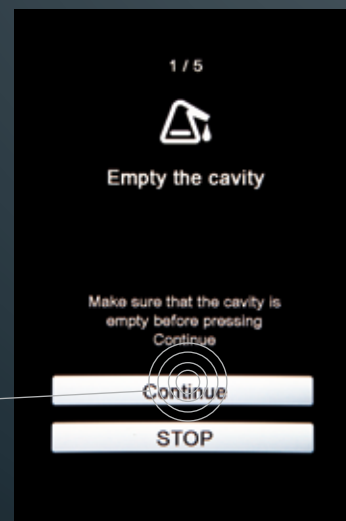 1 / 5
Empty the cavity
Make sure that the cavity is
empty before pressing
Continue
Continue
STOP